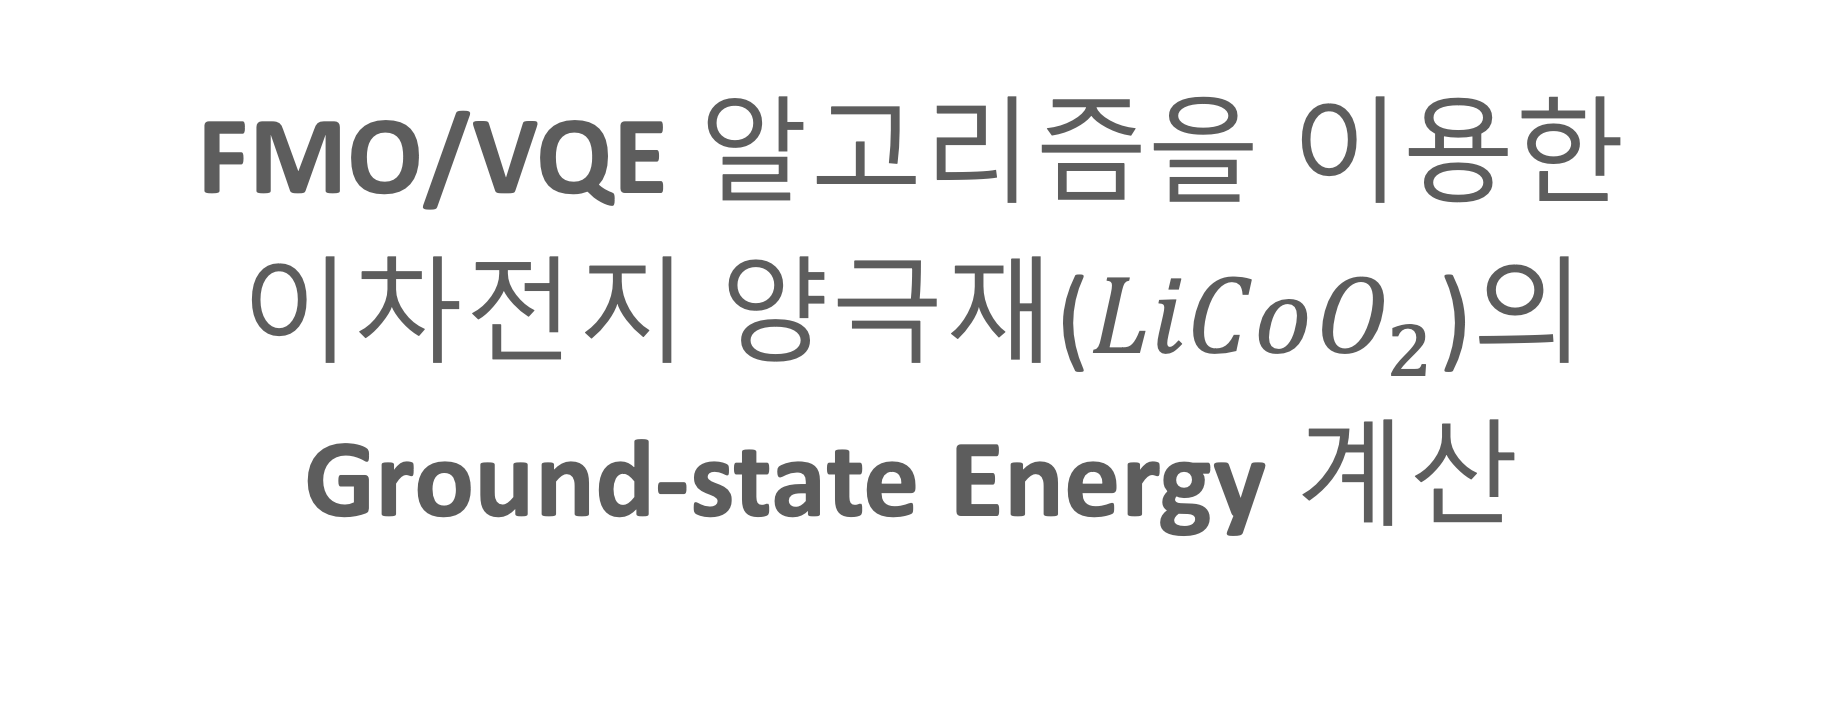 FMO/VQE 알고리즘을 이용한
이차전지 양극재(LiCoO₂)의
Ground-state Energy 계산